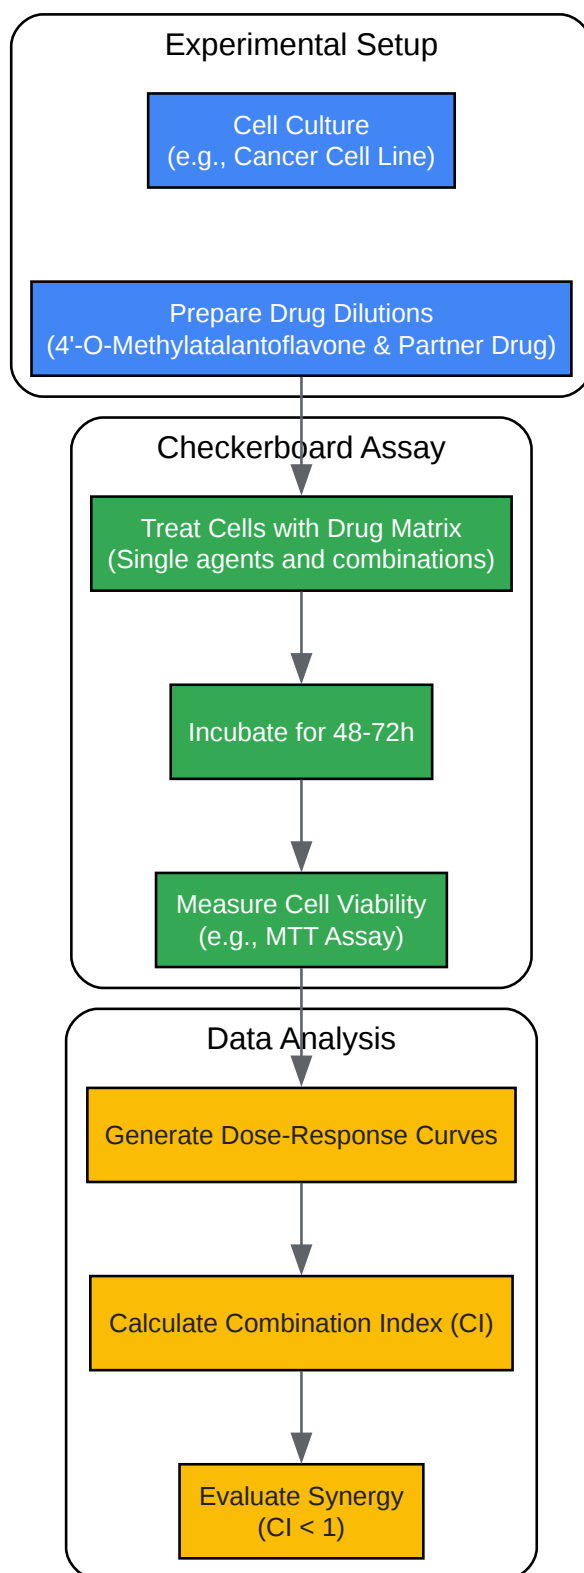 Experimental Setup
Cell Culture
(e.g., Cancer Cell Line)
Prepare Drug Dilutions
(4'-O-Methylatalantoflavone & Partner Drug)
Checkerboard Assay
Treat Cells with Drug Matrix
(Single agents and combinations)
Incubate for 48-72h
Measure Cell Viability
(e.g., MTT Assay)
Data Analysis
Generate Dose-Response Curves
Calculate Combination Index (CI)
Evaluate Synergy
(CI < 1)